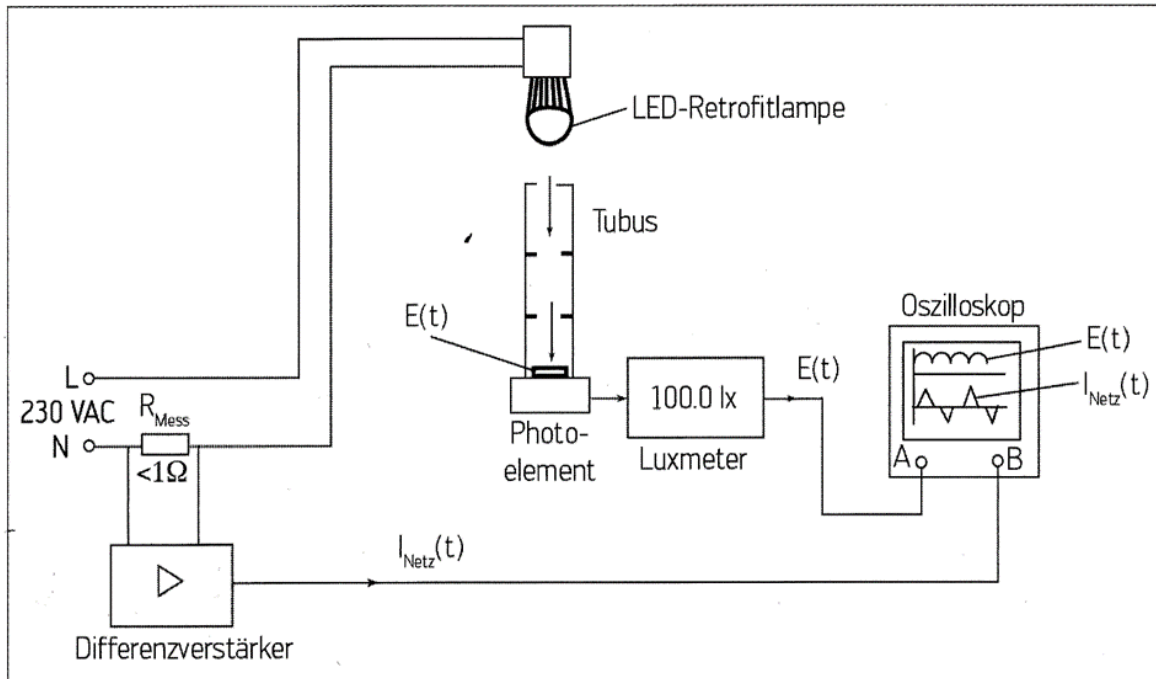 LED-Retrofitlampe
Tubus
E(t)
Oszilloskop
E(t)
I_Netz(t)
L
230 VAC
N
R_Mess
<1Ω
100.0 lx
E(t)
A
B
Photo-
element
Luxmeter
I_Netz(t)
Differenzverstärker